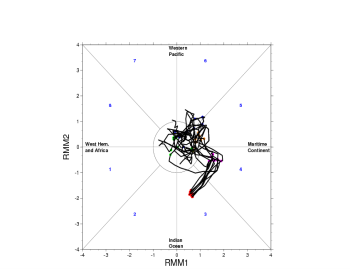 Western
Pacific
7
6
8
5
West Hem.
and Africa
Maritime
Continent
1
2
3
Indian
Ocean
RMM2
RMM1
4
3
2
1
0
-1
-2
-3
-4
-4
-3
-2
-1
0
1
2
3
4